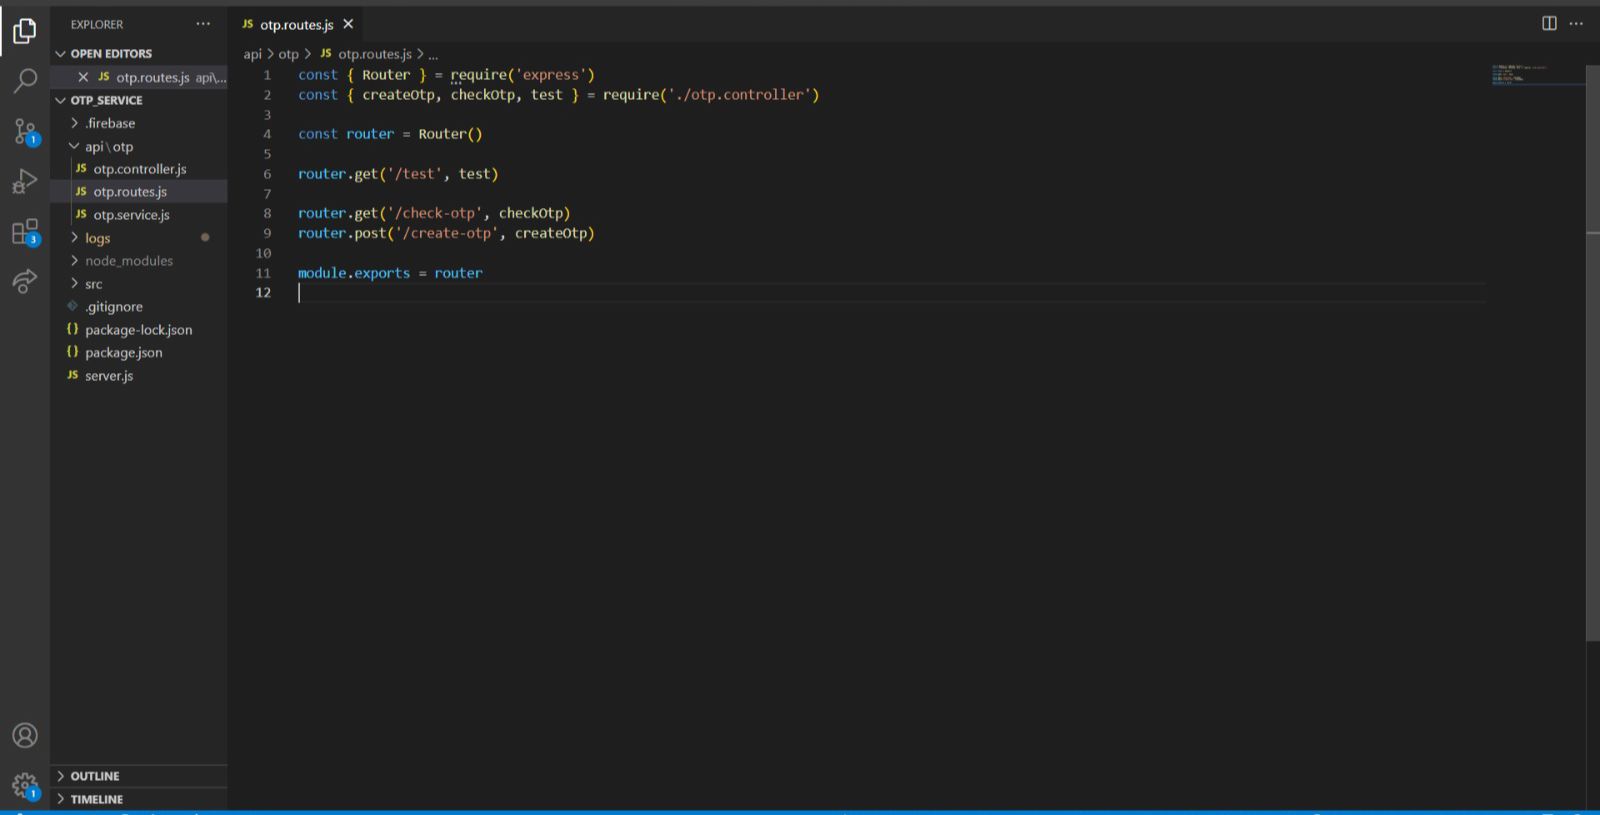 EXPLORER
OPEN EDITORS
JS otp.routes.js api\...
OTP_SERVICE
.firebase
api\otp
JS otp.controller.js
JS otp.routes.js
JS otp.service.js
logs
node_modules
src
.gitignore
{} package-lock.json
{} package.json
JS server.js
OUTLINE
TIMELINE
1
3
1
JS otp.routes.js
api > otp > JS otp.routes.js > ...
1 const { Router } = require('express')
2 const { createOtp, checkOtp, test } = require('./otp.controller')
3
4 const router = Router()
5
6 router.get('/test', test)
7
8 router.get('/check-otp', checkOtp)
9 router.post('/create-otp', createOtp)
10
11 module.exports = router
12